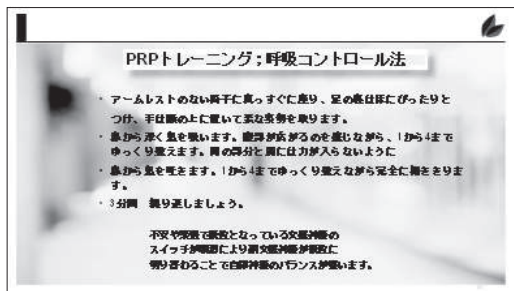 PRPトレーニング;呼吸コントロール法
・ アームレストのない椅子に真っすぐに座り、足の裏は床にぴったりと
つけ、手は膝の上に置いて楽な姿勢を取ります。
・ 鼻から深く息を吸います。腹部が広がるのを感じながら、1から4まで
ゆっくり数えます。胸の部分と肩には力が入らないように
・ 鼻から息を吐きます。1から4までゆっくり数えながら完全に吐ききりま
す。
・ 3分間 繰り返しましょう。
不安や緊張で過敏となっている交感神経の
スイッチが呼吸により副交感神経が
切り替わることで自律神経のバランスが整います。